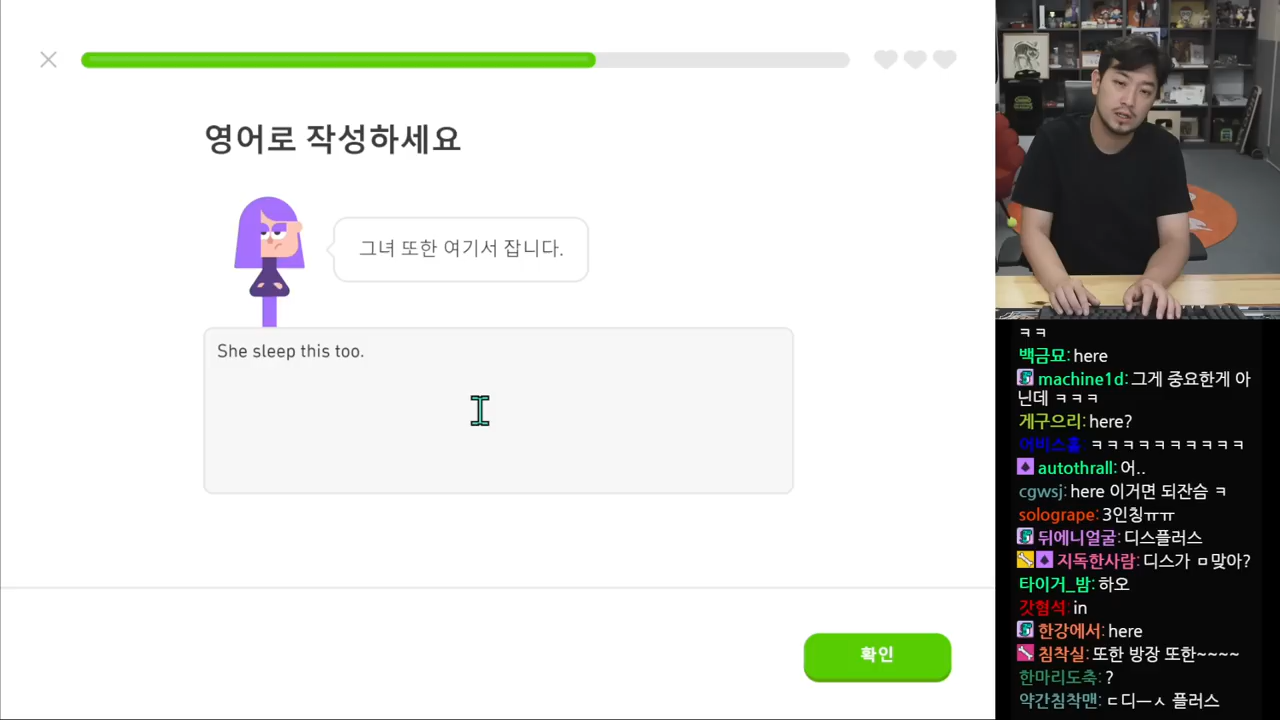 영어로 작성하세요
그녀 또한 여기서 잡니다.
She sleep this too.
확인
ㅋㅋ
백금묘: here
machine1d: 그게 중요한게 아
닌데 ㅋㅋㅋ
게구으리: here?
어비스홀: ㅋㅋㅋㅋㅋㅋㅋㅋㅋㅋ
autothrall: 어..
cgwsj: here 이거면 되잔슴 ㅋ
sologrape: 3인칭ㅠㅠ
뒤에니얼굴: 디스플러스
지독한사람: 디스가 ㅁ맞아?
타이거_밤: 하오
갓형석: in
한강에서: here
침착실: 또한 방장 또한~~~~
한마리도축: ?
약간침착맨: ㄷ디ㅡㅅ 플러스